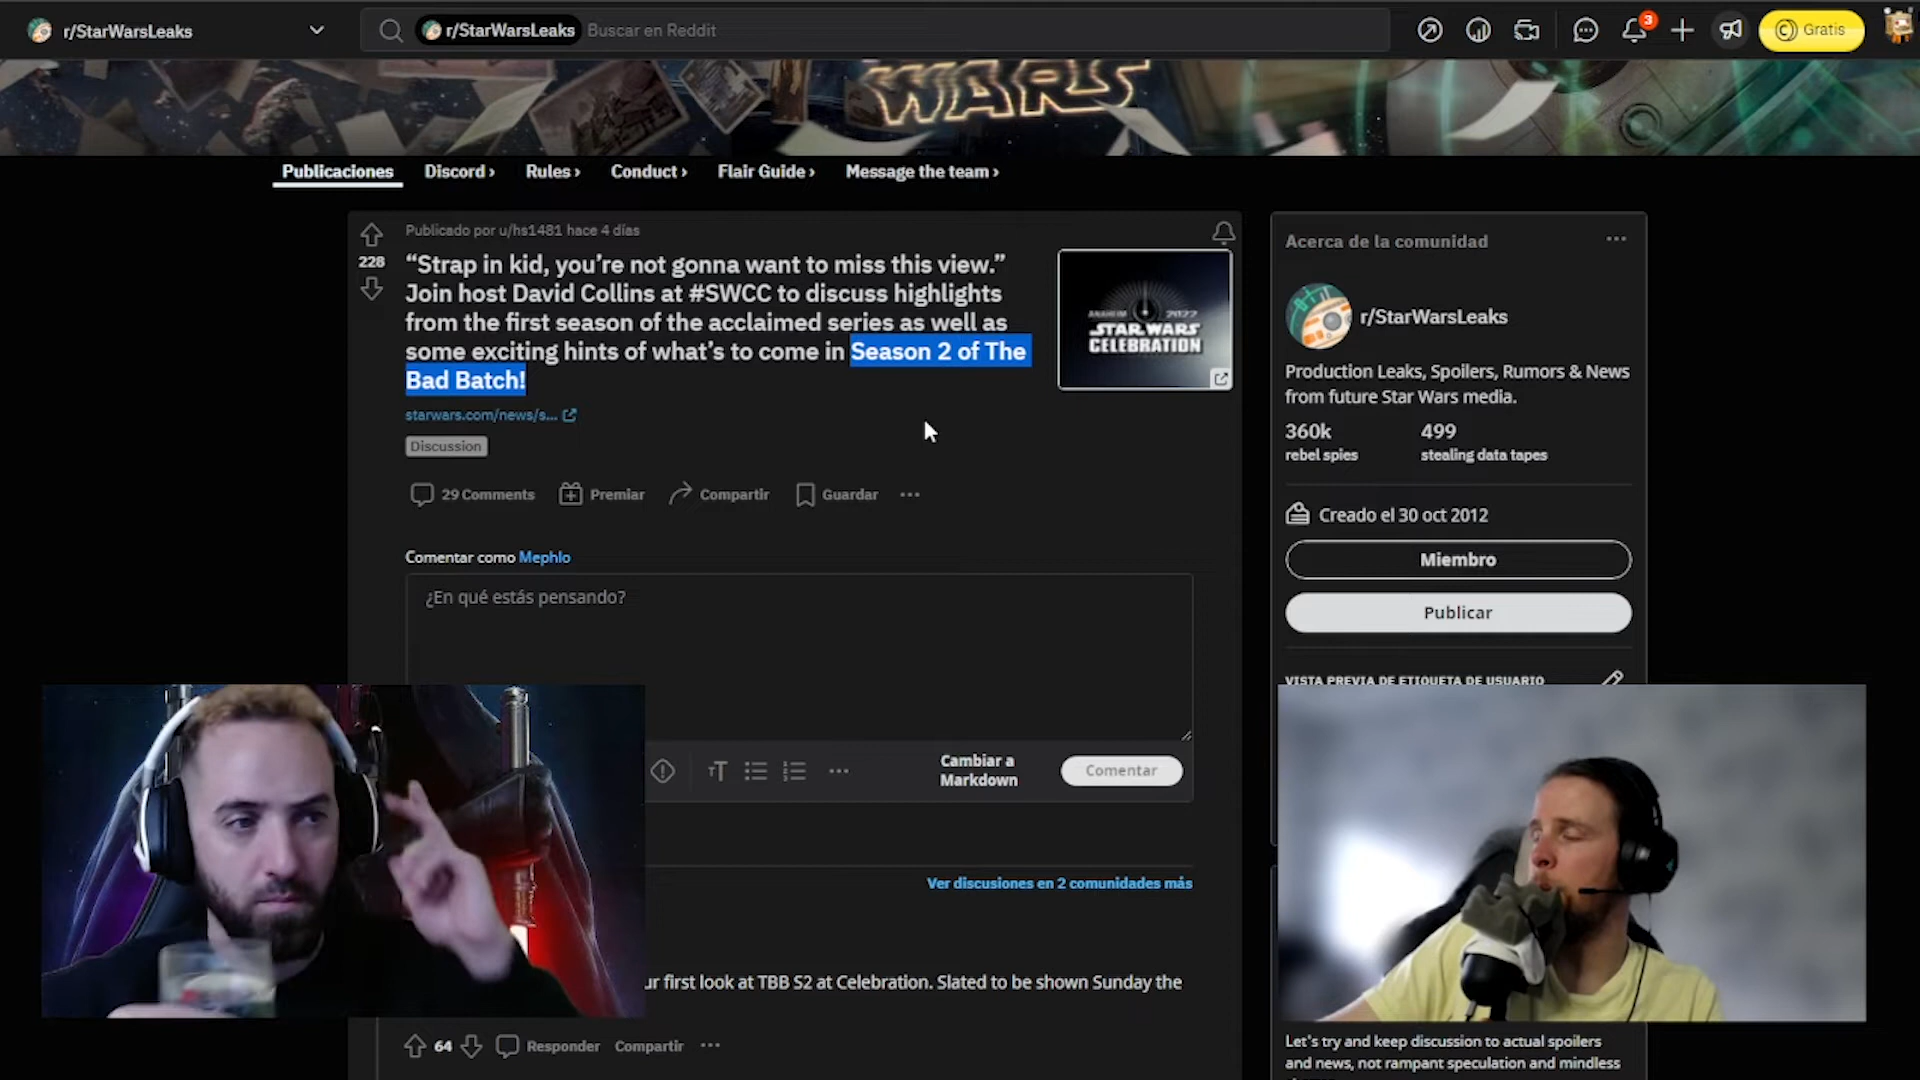 r/StarWarsLeaks
r/StarWarsLeaks Buscar en Reddit
3
Gratis
WARS
Publicaciones
Discord ›
Rules ›
Conduct ›
Flair Guide ›
Message the team ›
Publicado por u/hs1481 hace 4 días
228
“Strap in kid, you’re not gonna want to miss this view.”
Join host David Collins at #SWCC to discuss highlights
from the first season of the acclaimed series as well as
some exciting hints of what’s to come in Season 2 of The
Bad Batch!
ANAHEIM 2022
STAR WARS
CELEBRATION
starwars.com/news/s...
Discussion
29 Comments
Premiar
Compartir
Guardar
Comentar como Mephlo
¿En qué estás pensando?
Cambiar a
Markdown
Comentar
Ver discusiones en 2 comunidades más
ur first look at TBB S2 at Celebration. Slated to be shown Sunday the
64
Responder
Compartir
Acerca de la comunidad
r/StarWarsLeaks
Production Leaks, Spoilers, Rumors & News
from future Star Wars media.
360k
rebel spies
499
stealing data tapes
Creado el 30 oct 2012
Miembro
Publicar
VISTA PREVIA DE ETIQUETA DE USUARIO
Let's try and keep discussion to actual spoilers
and news, not rampant speculation and mindless